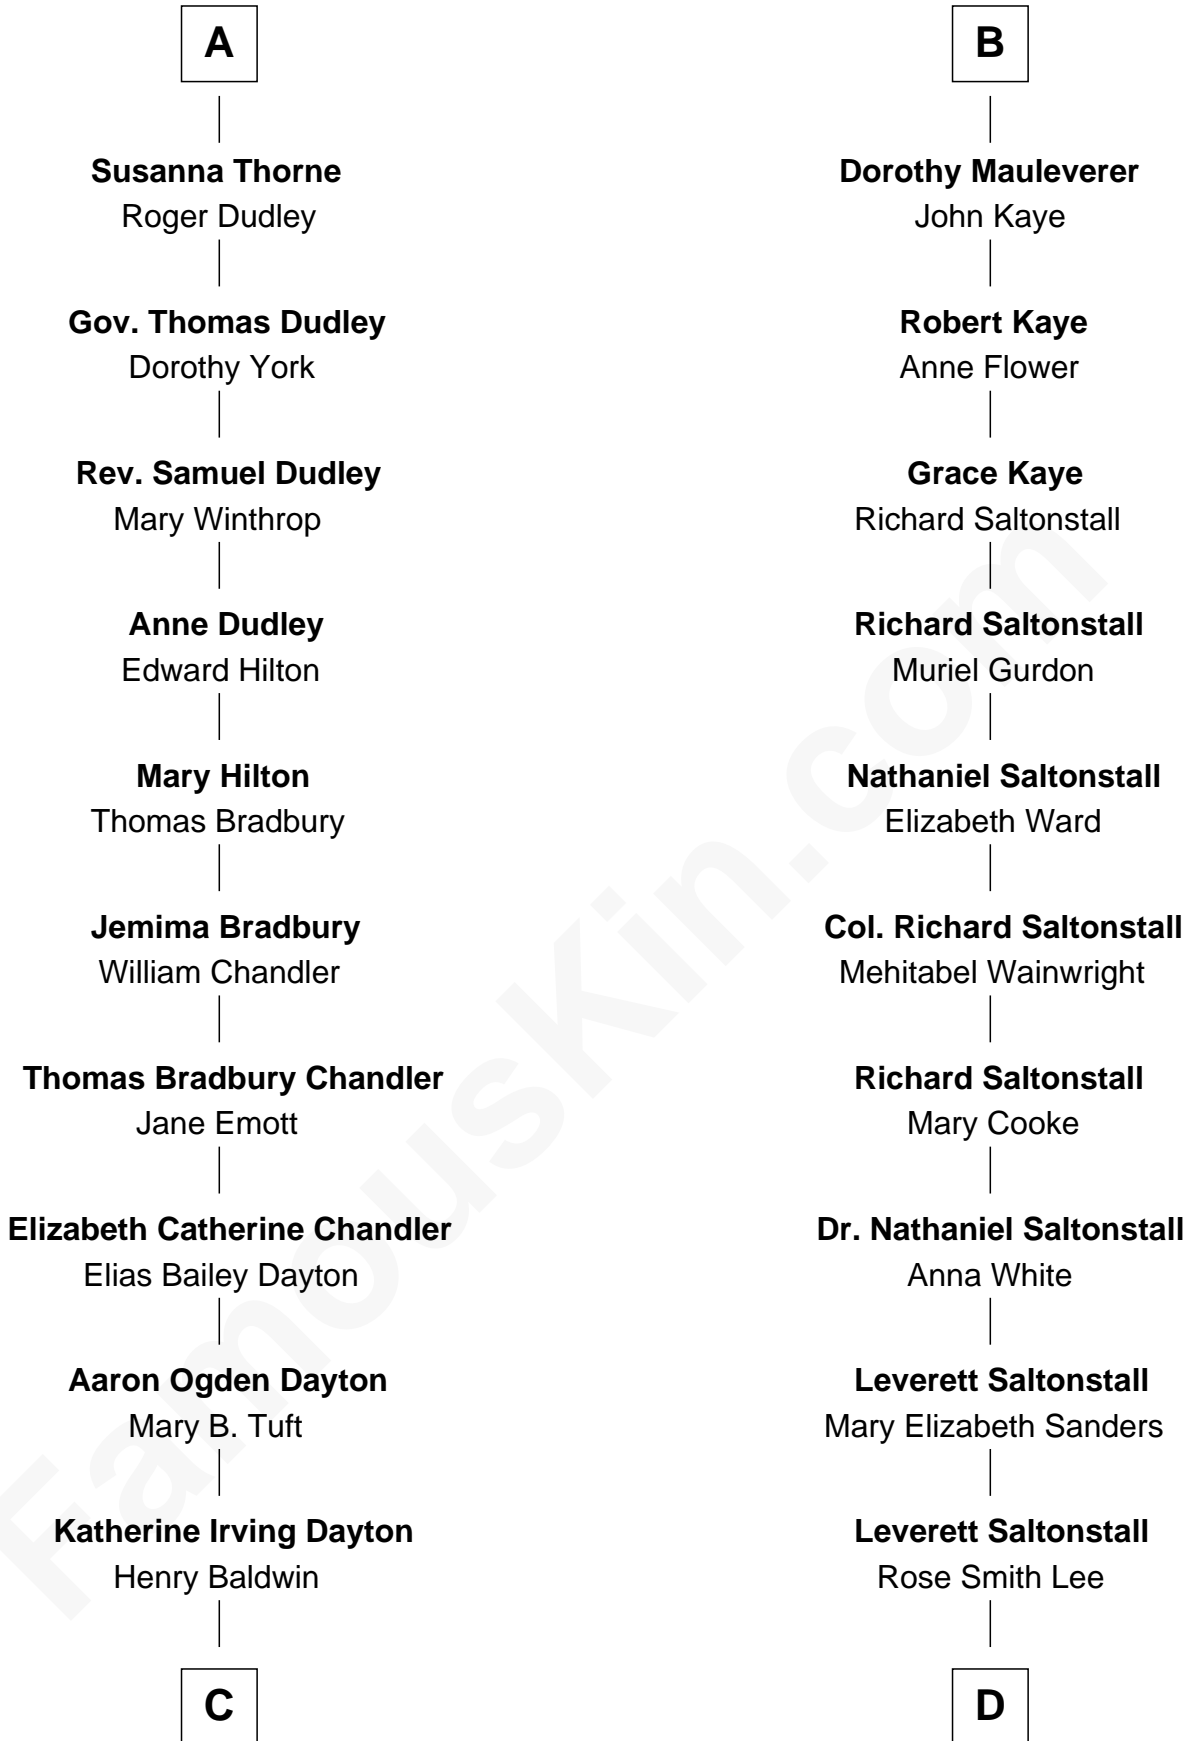 A
Susanna Thorne
Roger Dudley
Gov. Thomas Dudley
Dorothy York
Rev. Samuel Dudley
Mary Winthrop
Anne Dudley
Edward Hilton
Mary Hilton
Thomas Bradbury
Jemima Bradbury
William Chandler
Thomas Bradbury Chandler
Jane Emott
Elizabeth Catherine Chandler
Elias Bailey Dayton
Aaron Ogden Dayton
Mary B. Tuft
Katherine Irving Dayton
Henry Baldwin
C
B
Dorothy Mauleverer
John Kaye
Robert Kaye
Anne Flower
Grace Kaye
Richard Saltonstall
Richard Saltonstall
Muriel Gurdon
Nathaniel Saltonstall
Elizabeth Ward
Col. Richard Saltonstall
Mehitabel Wainwright
Richard Saltonstall
Mary Cooke
Dr. Nathaniel Saltonstall
Anna White
Leverett Saltonstall
Mary Elizabeth Sanders
Leverett Saltonstall
Rose Smith Lee
D
FamousKin.com